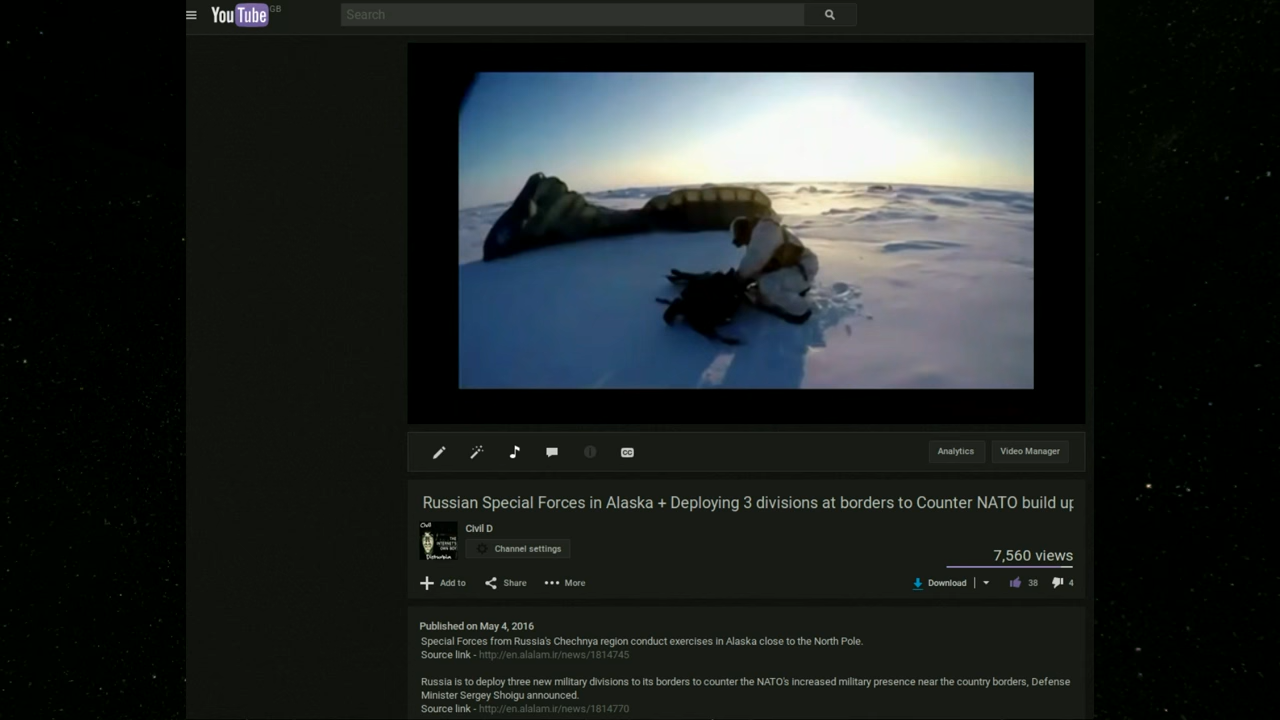 YouTube GB
Search
Analytics
Video Manager
Russian Special Forces in Alaska + Deploying 3 divisions at borders to Counter NATO build up
Civil D
Channel settings
7,560 views
Add to
Share
More
Download
38
4
Published on May 4, 2016
Special Forces from Russia's Chechnya region conduct exercises in Alaska close to the North Pole.
Source link - http://en.alalam.ir/news/1814745
Russia is to deploy three new military divisions to its borders to counter the NATO's increased military presence near the country borders, Defense
Minister Sergey Shoigu announced.
Source link - http://en.alalam.ir/news/1814770